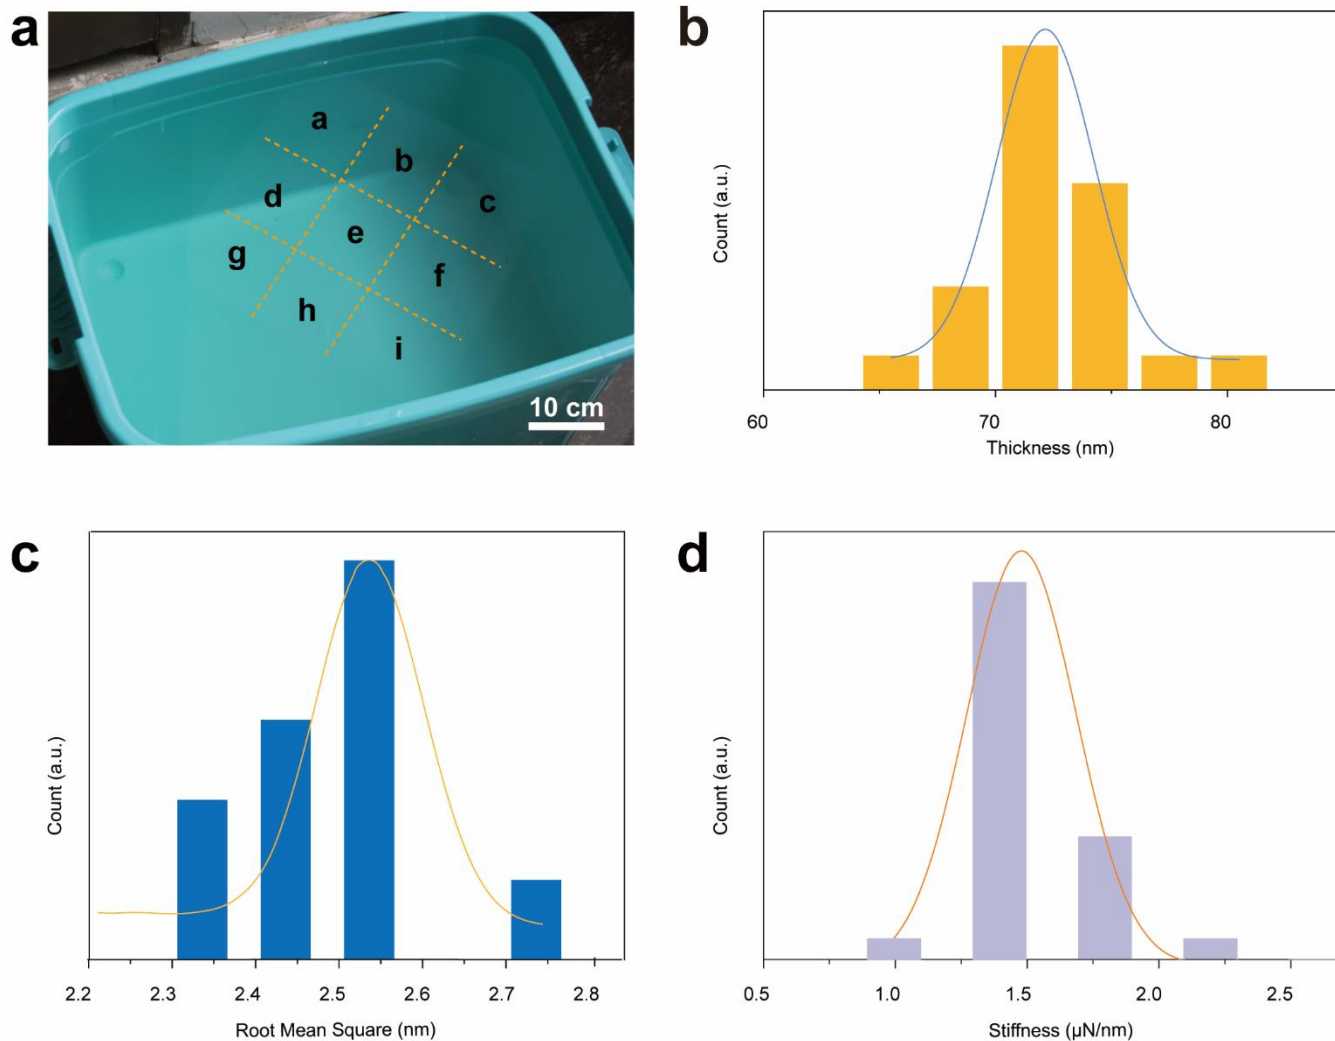 a
a
b
c
d
e
f
g
h
i
10 cm
b
Count (a.u.)
60 70 80
Thickness (nm)
c
Count (a.u.)
2.2 2.3 2.4 2.5 2.6 2.7 2.8
Root Mean Square (nm)
d
Count (a.u.)
0.5 1.0 1.5 2.0 2.5
Stiffness (μN/nm)